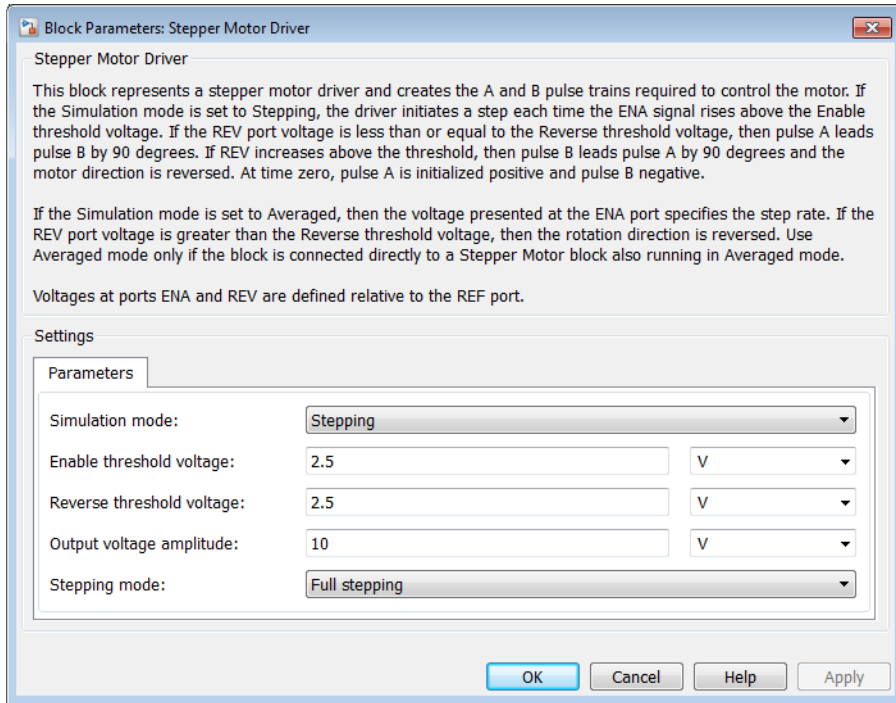 Block Parameters: Stepper Motor Driver
Stepper Motor Driver
This block represents a stepper motor driver and creates the A and B pulse trains required to control the motor. If
the Simulation mode is set to Stepping, the driver initiates a step each time the ENA signal rises above the Enable
threshold voltage. If the REV port voltage is less than or equal to the Reverse threshold voltage, then pulse A leads
pulse B by 90 degrees. If REV increases above the threshold, then pulse B leads pulse A by 90 degrees and the
motor direction is reversed. At time zero, pulse A is initialized positive and pulse B negative.
If the Simulation mode is set to Averaged, then the voltage presented at the ENA port specifies the step rate. If the
REV port voltage is greater than the Reverse threshold voltage, then the rotation direction is reversed. Use
Averaged mode only if the block is connected directly to a Stepper Motor block also running in Averaged mode.
Voltages at ports ENA and REV are defined relative to the REF port.
Settings
Parameters
Simulation mode: Stepping
Enable threshold voltage: 2.5 V
Reverse threshold voltage: 2.5 V
Output voltage amplitude: 10 V
Stepping mode: Full stepping
OK Cancel Help Apply